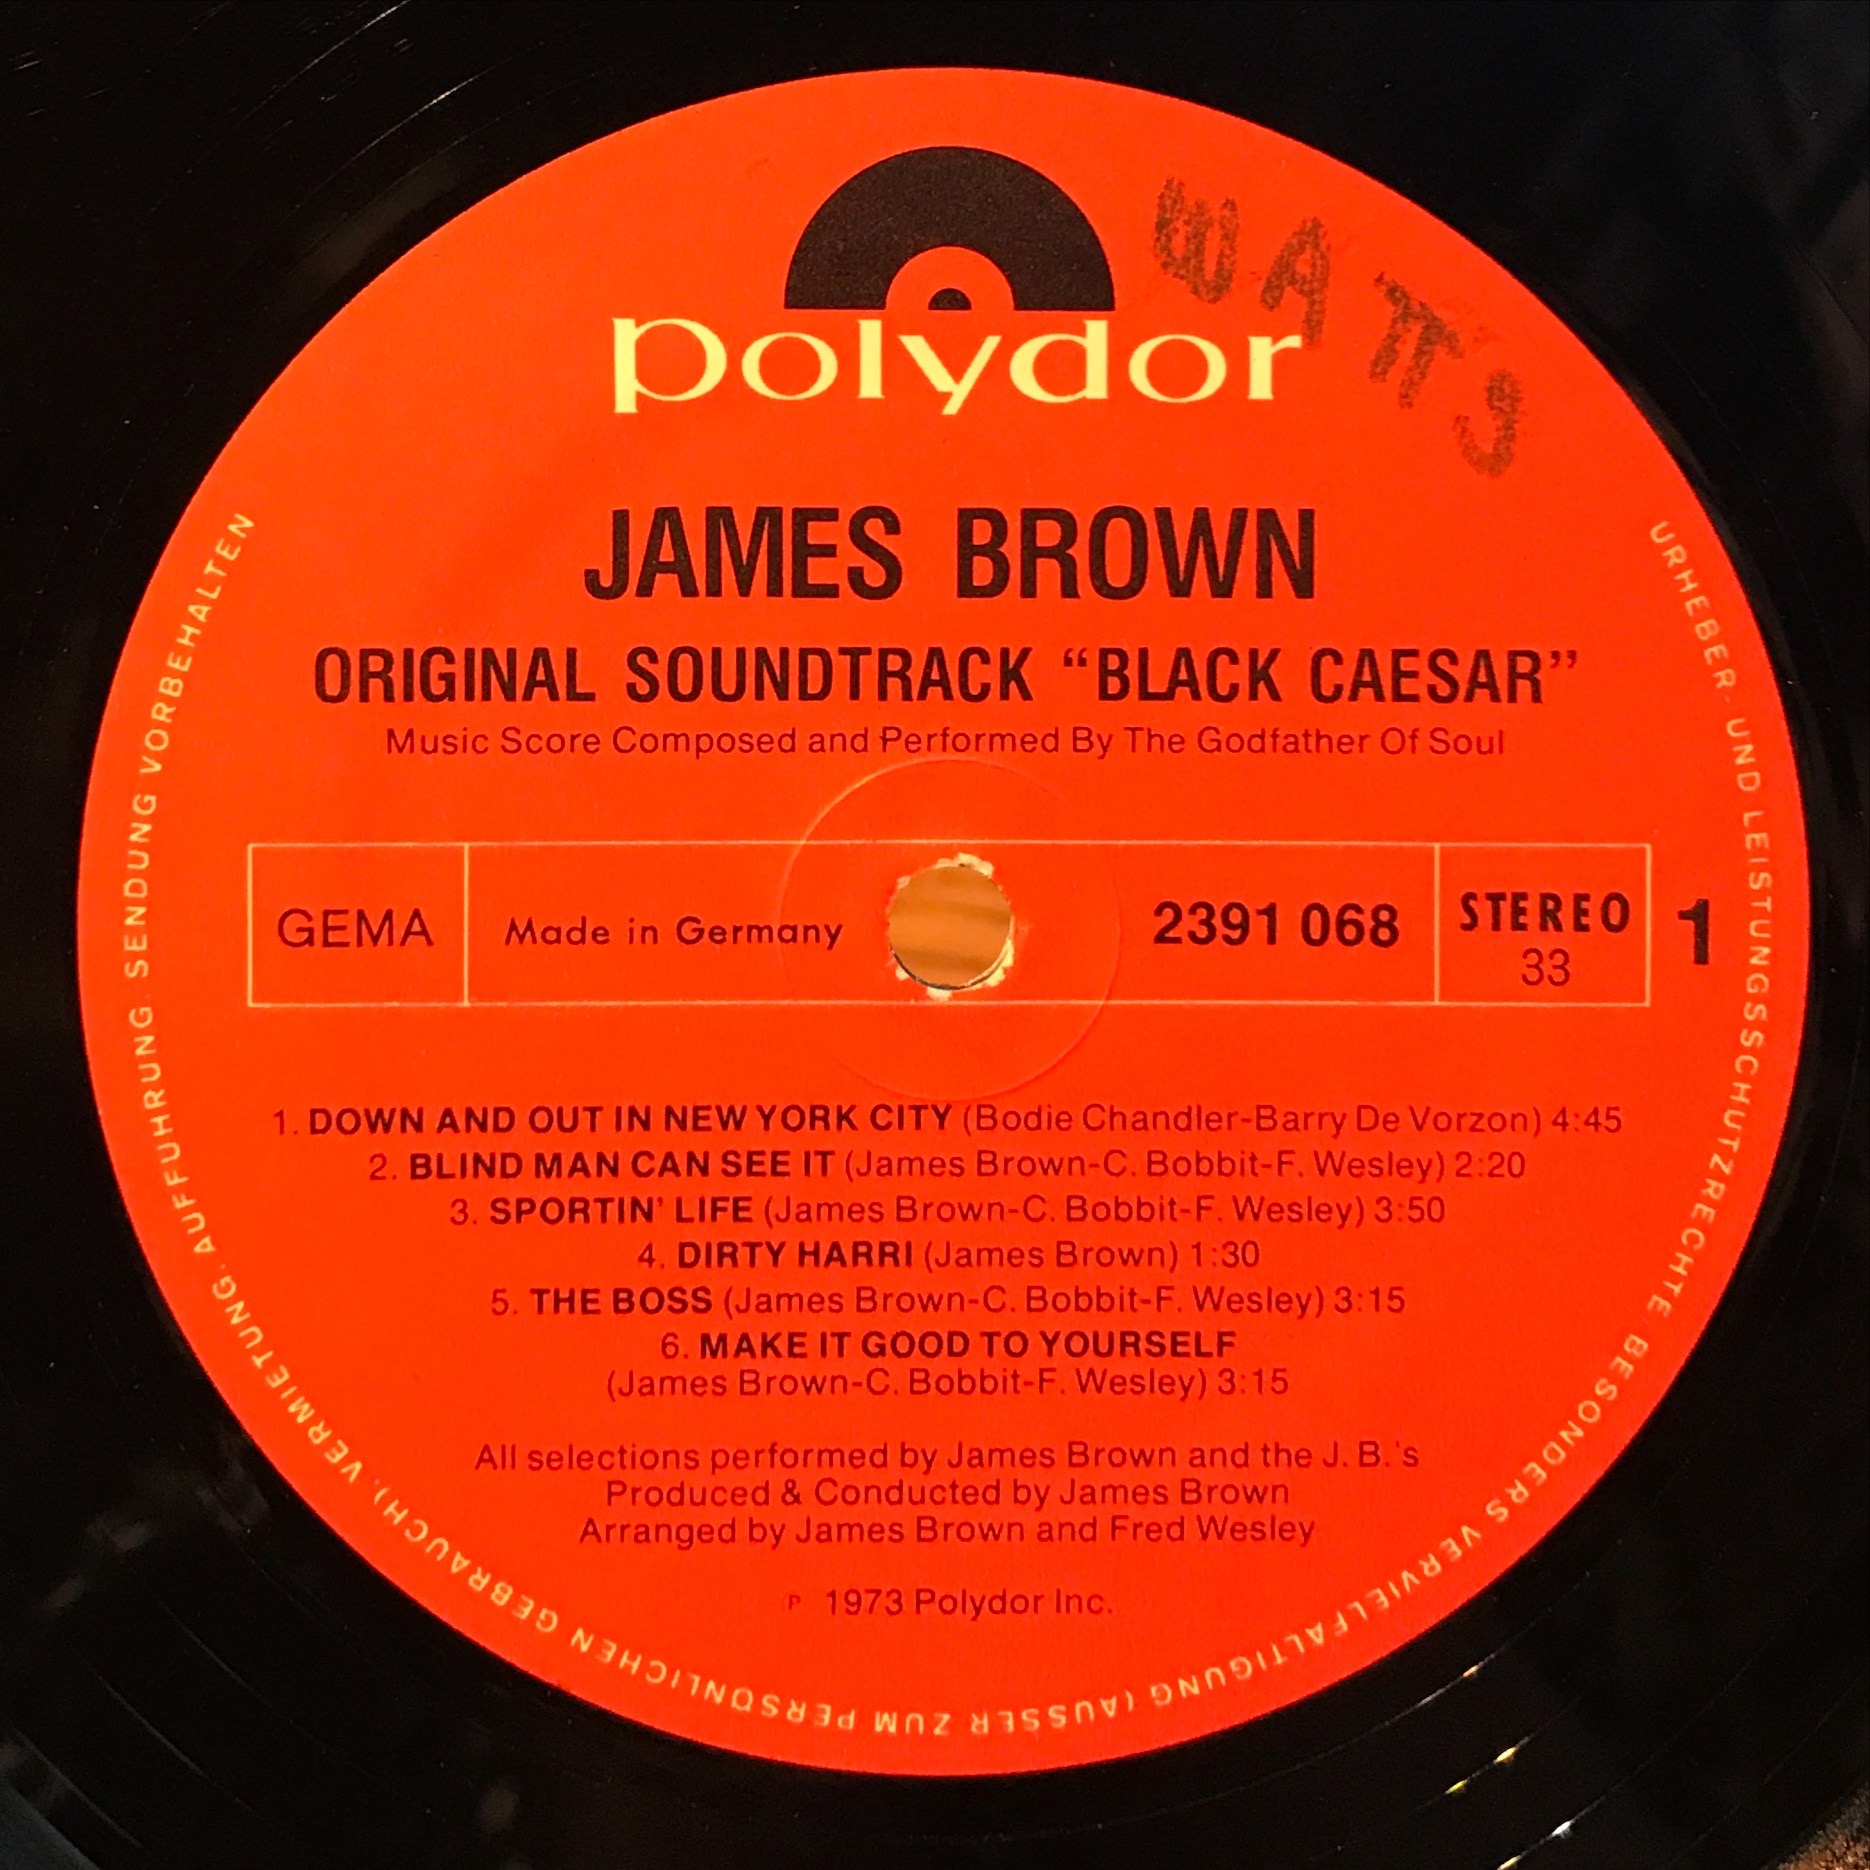 WATTS
polydor
JAMES BROWN
ORIGINAL SOUNDTRACK “BLACK CAESAR”
Music Score Composed and Performed By The Godfather Of Soul
GEMA
Made in Germany
2391 068
STEREO
33
1
1. DOWN AND OUT IN NEW YORK CITY (Bodie Chandler-Barry De Vorzon) 4:45
2. BLIND MAN CAN SEE IT (James Brown-C. Bobbit-F. Wesley) 2:20
3. SPORTIN' LIFE (James Brown-C. Bobbit-F. Wesley) 3:50
4. DIRTY HARRI (James Brown) 1:30
5. THE BOSS (James Brown-C. Bobbit-F. Wesley) 3:15
6. MAKE IT GOOD TO YOURSELF
(James Brown-C. Bobbit-F. Wesley) 3:15
All selections performed by James Brown and the J. B.'s
Produced & Conducted by James Brown
Arranged by James Brown and Fred Wesley
℗ 1973 Polydor Inc.
URHEBER- UND LEISTUNGSSCHUTZRECHTE, BESONDERS VERVIELFÄLTIGUNG (AUSSER ZUM PERSÖNLICHEN GEBRAUCH), VERMIETUNG, AUFFÜHRUNG, SENDUNG VORBEHALTEN